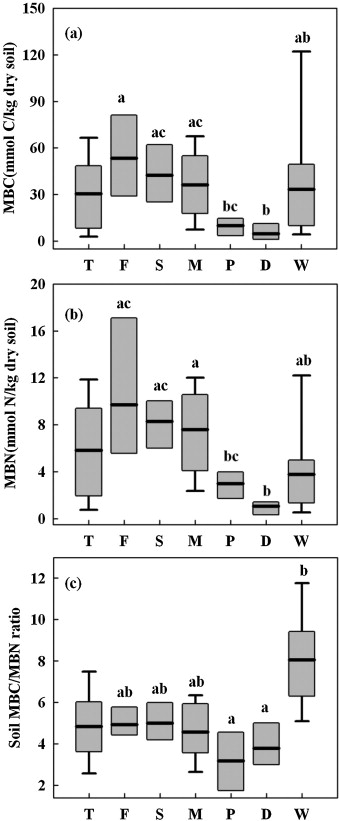 150
(a)
ab
120
a
90
ac
ac
60
30
bc
b
0
MBC(mmol C/kg dry soil)
T F S M P D W
20
ac
(b)
16
a
ab
12
ac
8
bc
4
b
0
MBN(mmol N/kg dry soil)
T F S M P D W
(c)
b
12
10
8
ab ab ab
6
a
a
4
2
Soil MBC/MBN ratio
T F S M P D W